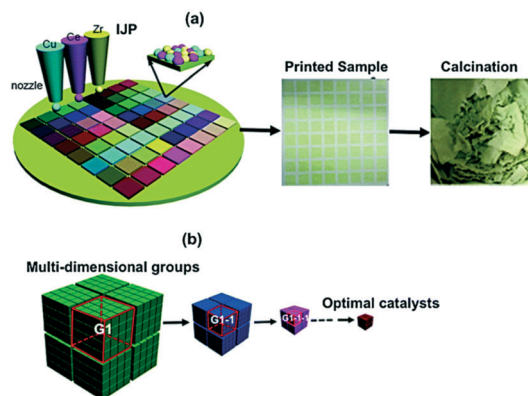 (a)
Cu
Ce
Zr
IJP
nozzle
Printed Sample
Calcination
(b)
Multi-dimensional groups
G1
G1-1
G1-1-1
Optimal catalysts